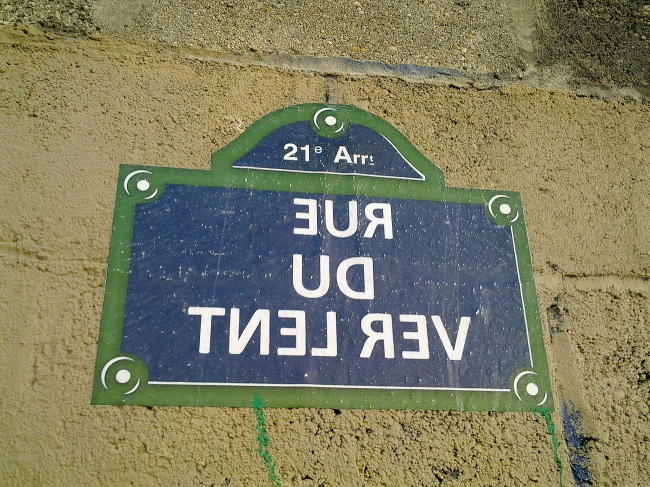 21e Arrt
RUE
DU
VER LENT